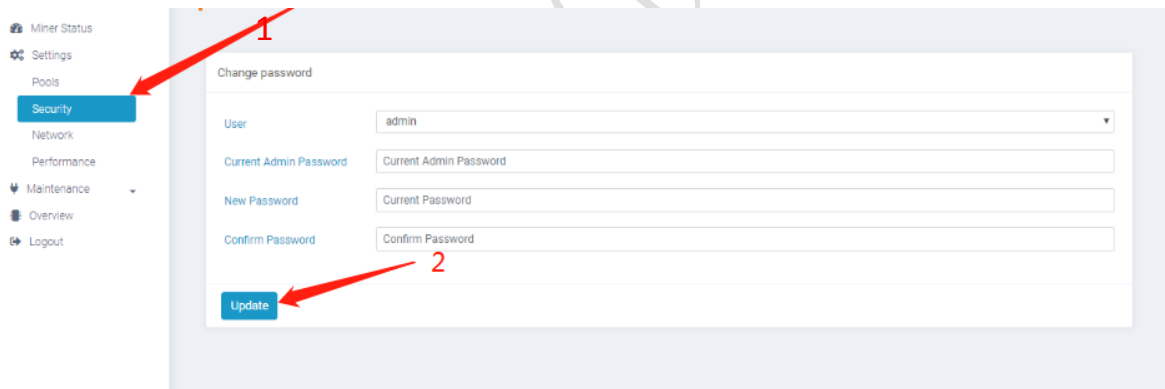 Miner Status
1
Settings
Pools
Change password
Security
User admin
Network
Performance
Current Admin Password Current Admin Password
Maintenance
New Password Current Password
Overview
Logout
Confirm Password Confirm Password
2
Update